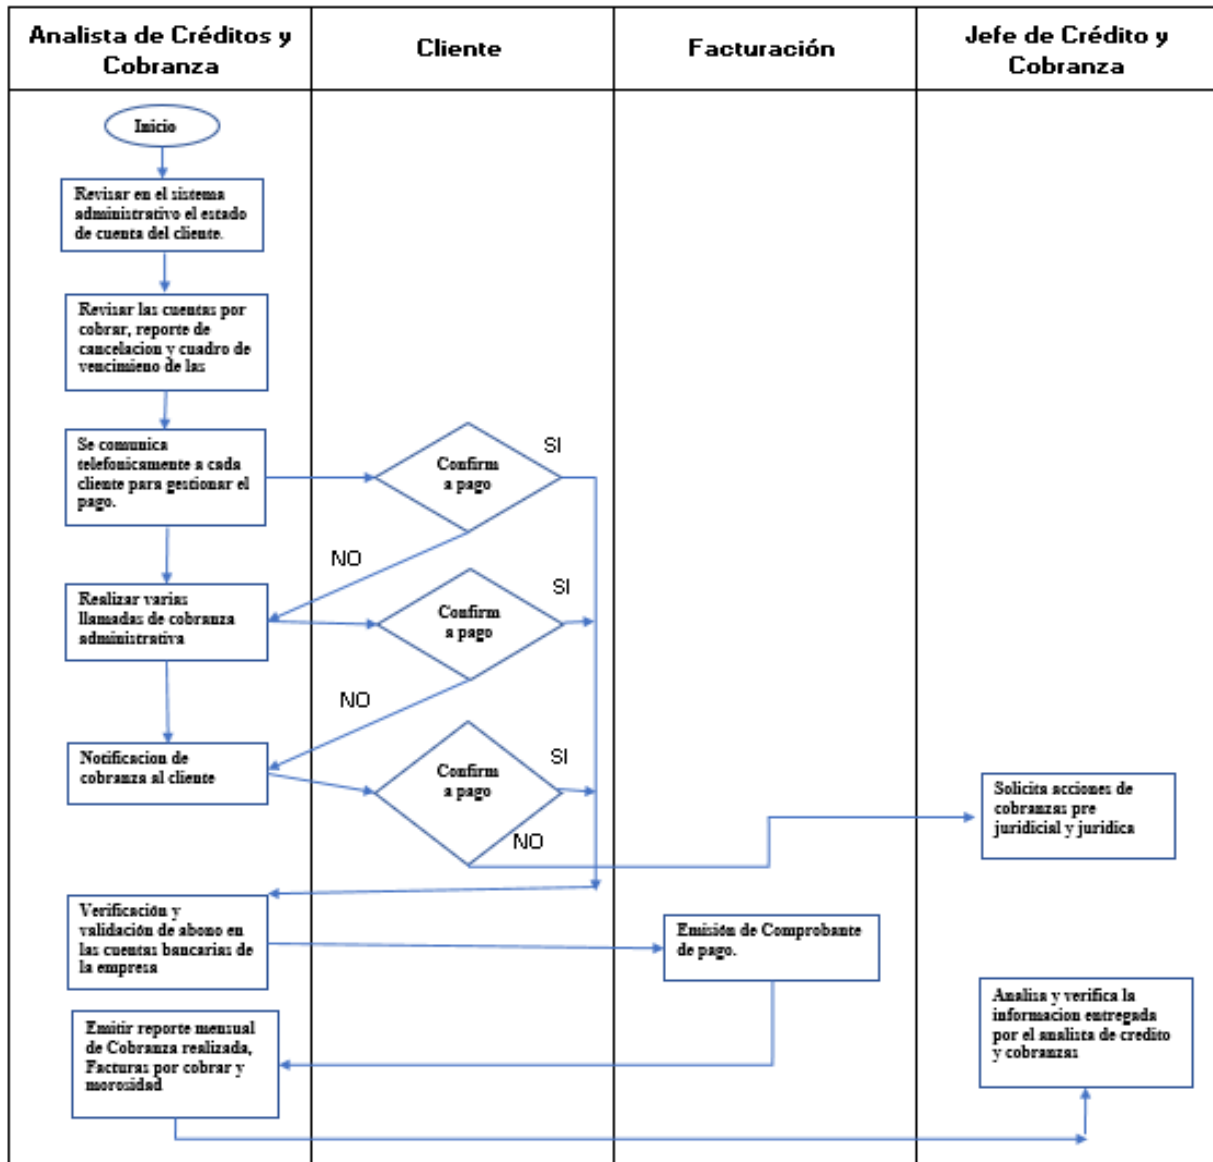 Analista de Créditos y
Cobranza
Cliente
Facturación
Jefe de Crédito y
Cobranza
Inicio
Revisar en el sistema
administrativo el estado
de cuenta del cliente.
Revisar las cuentas por
cobrar, reporte de
cancelacion y cuadro de
vencimieno de las
Se comunica
telefonicamente a cada
cliente para gestionar el
pago.
Confirm
a pago
SI
NO
Realizar varias
llamadas de cobranza
administrativa
Confirm
a pago
SI
NO
Notificacion de
cobranza al cliente
Confirm
a pago
SI
NO
Solicita acciones de
cobranzas pre
juridicial y juridica
Verificación y
validación de abono en
las cuentas bancarias de
la empresa
Emisión de Comprobante
de pago.
Emitir reporte mensual
de Cobranza realizada,
Facturas por cobrar y
morosidad
Analisa y verifica la
informacion entregada
por el analista de credito
y cobranzas